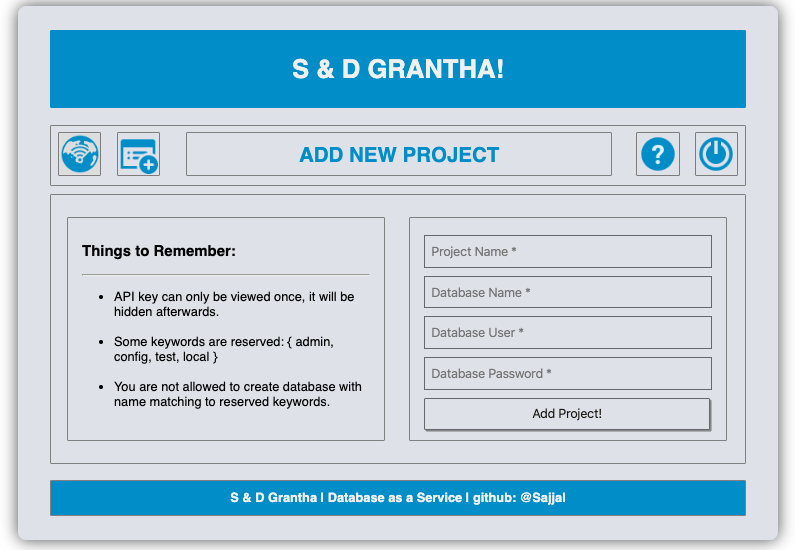 S & D GRANTHA!
ADD NEW PROJECT
?
Things to Remember:
• API key can only be viewed once, it will be
hidden afterwards.
• Some keywords are reserved: { admin,
config, test, local }
• You are not allowed to create database with
name matching to reserved keywords.
Project Name *
Database Name *
Database User *
Database Password *
Add Project!
S & D Grantha | Database as a Service | github: @Sajjal